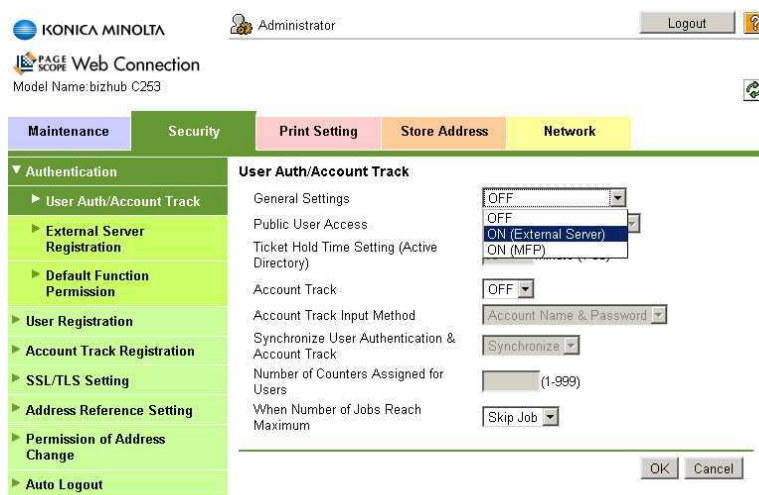 KONICA MINOLTA
Administrator
Logout
?
PAGE SCOPE Web Connection
Model Name:bizhub C253
Maintenance
Security
Print Setting
Store Address
Network
Authentication
User Auth/Account Track
External Server
Registration
Default Function
Permission
User Registration
Account Track Registration
SSL/TLS Setting
Address Reference Setting
Permission of Address
Change
Auto Logout
User Auth/Account Track
General Settings
OFF
OFF
ON (External Server)
ON (MFP)
Public User Access
Ticket Hold Time Setting (Active
Directory)
Account Track
OFF
Account Track Input Method
Account Name & Password
Synchronize User Authentication &
Account Track
Synchronize
Number of Counters Assigned for
Users
(1-999)
When Number of Jobs Reach
Maximum
Skip Job
OK
Cancel